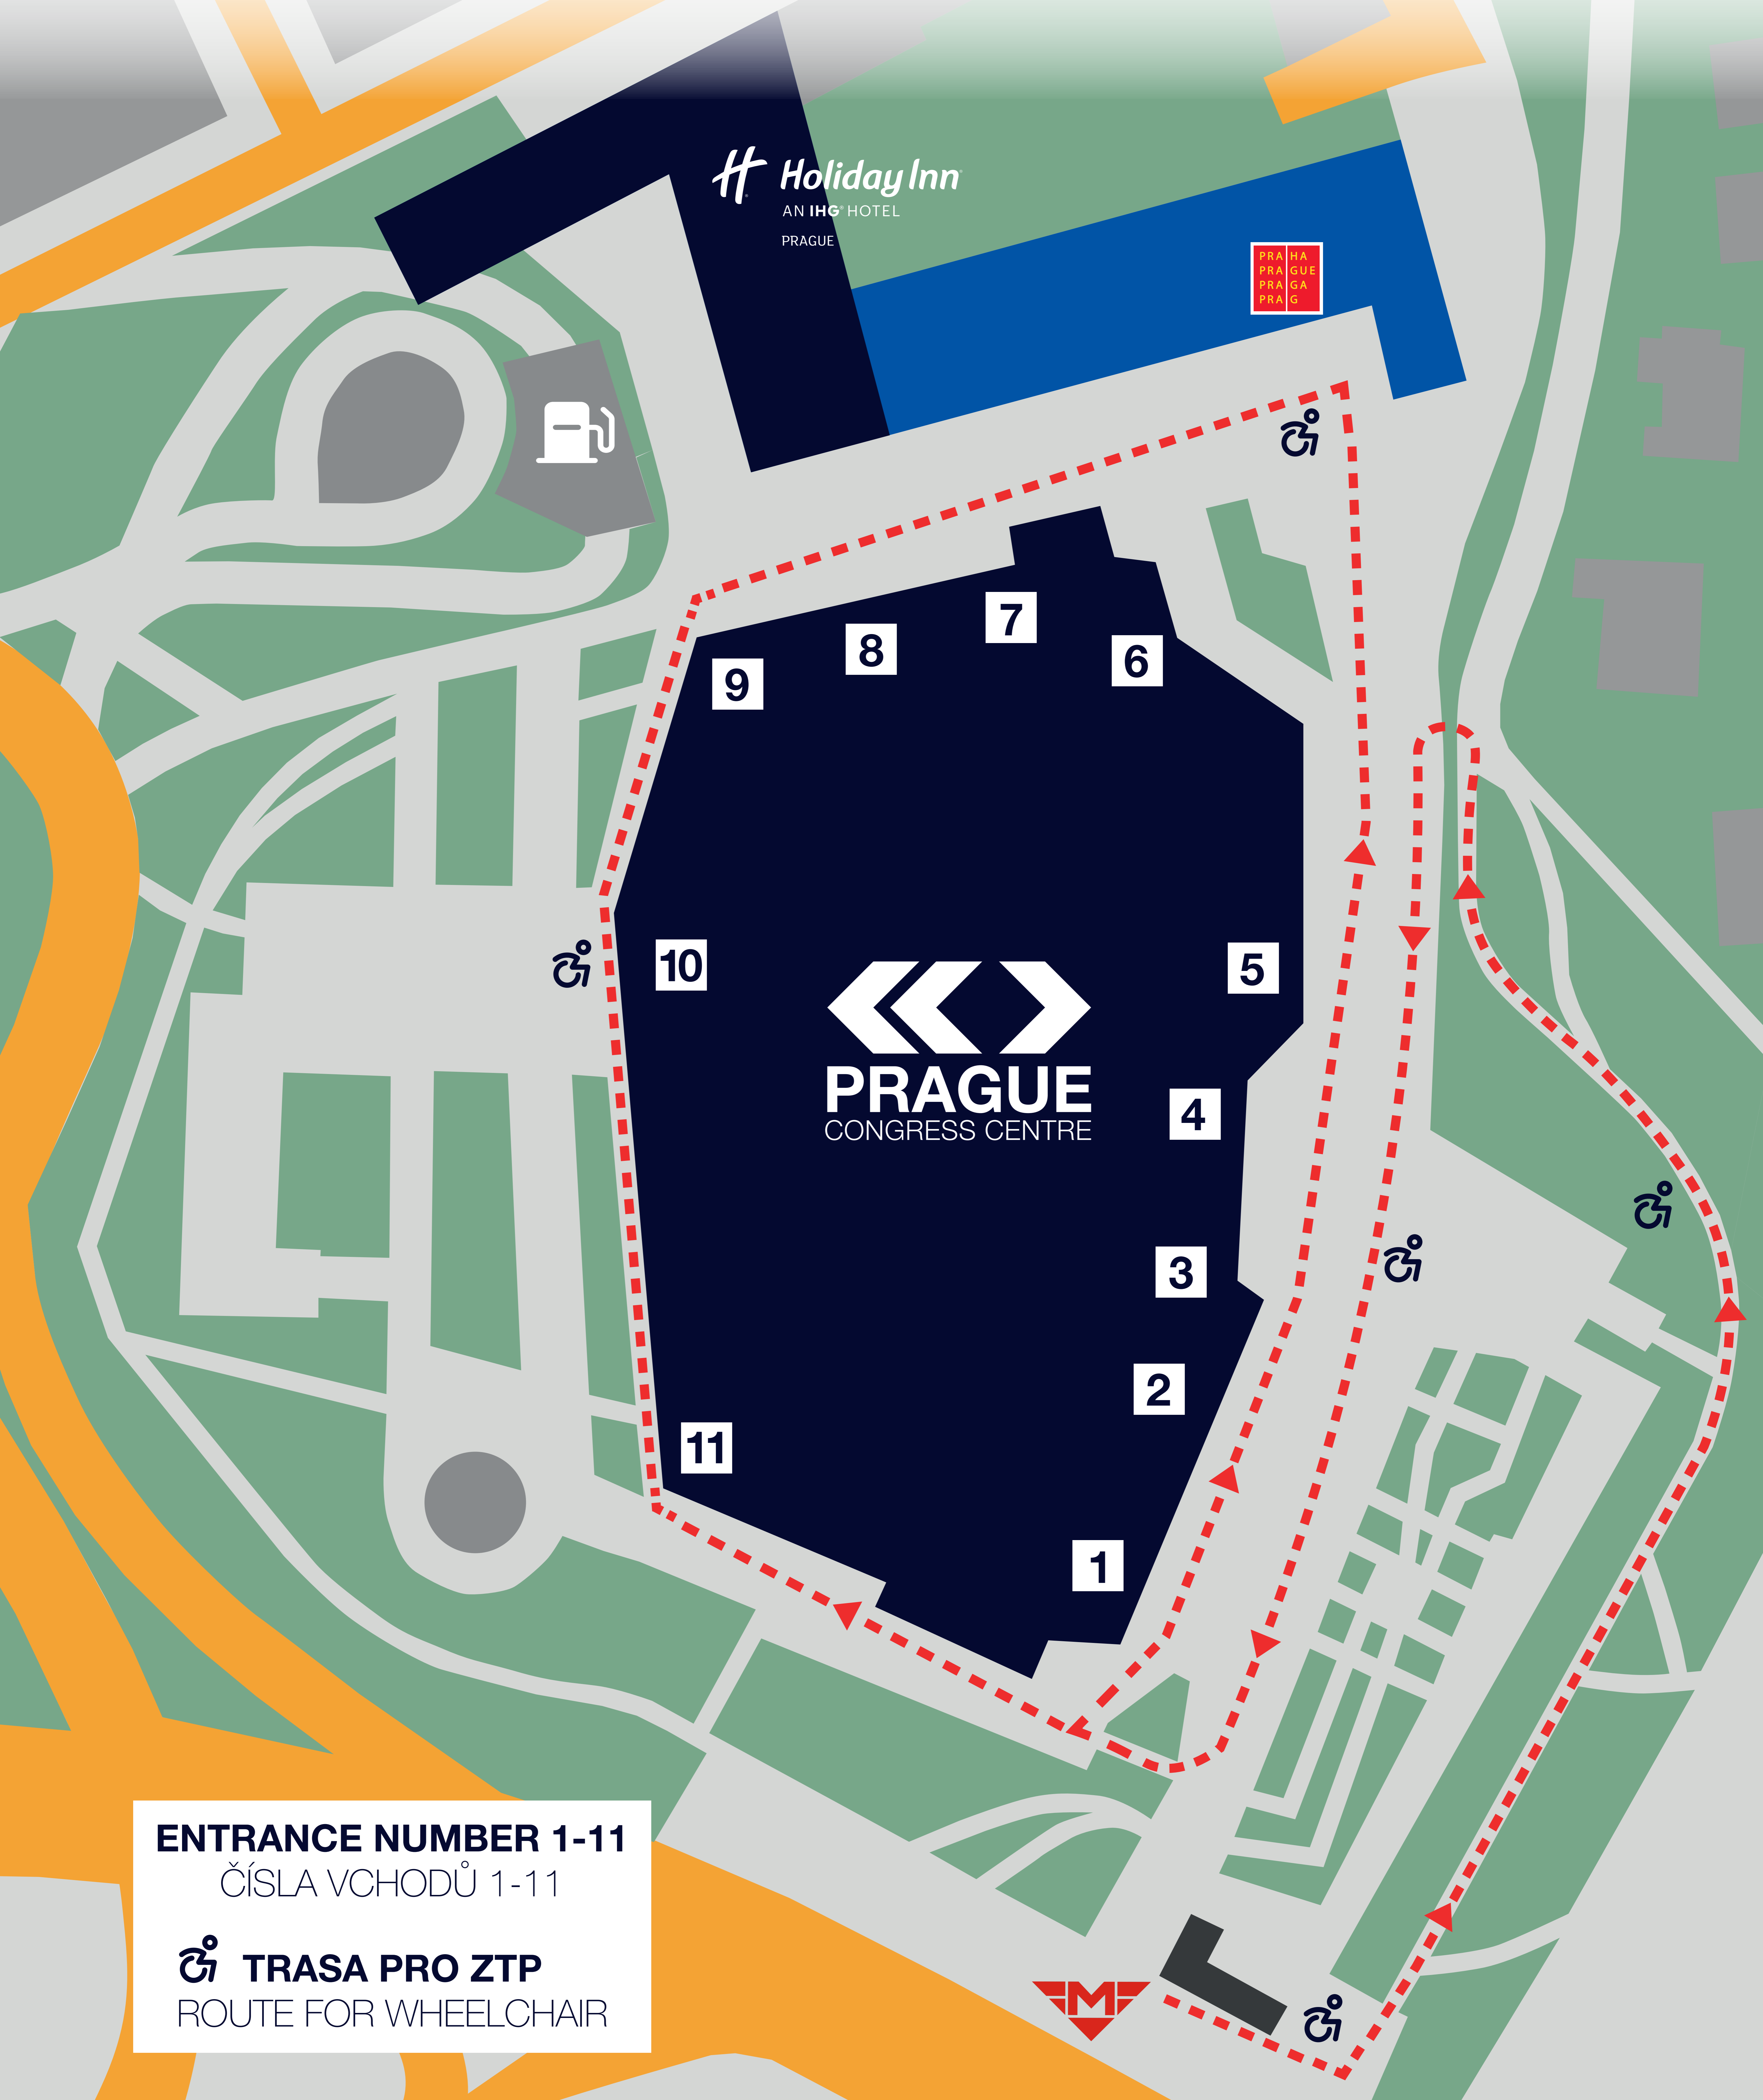 Holiday Inn
AN IHG® HOTEL
PRAGUE
PRA HA
PRA GUE
PRA GA
PRA G
7
8
6
9
10
5
PRAGUE
CONGRESS CENTRE
4
3
2
11
1
ENTRANCE NUMBER 1-11
ČÍSLA VCHODŮ 1-11
TRASA PRO ZTP
ROUTE FOR WHEELCHAIR
M